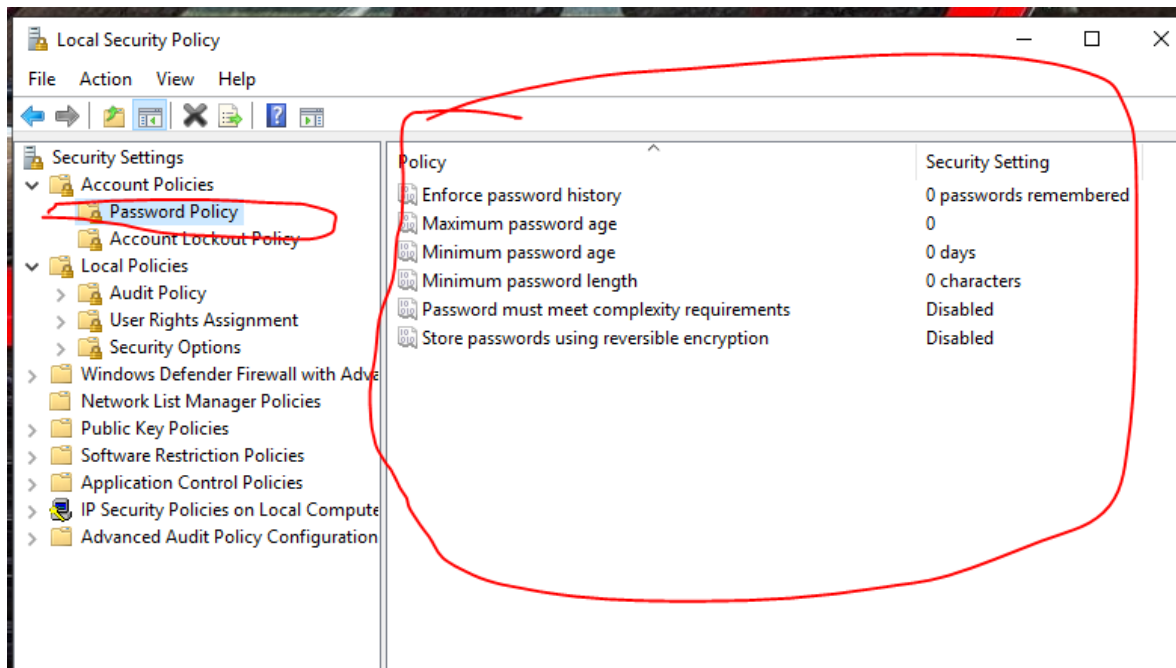 Local Security Policy
File Action View Help
Security Settings
Account Policies
Password Policy
Account Lockout Policy
Local Policies
Audit Policy
User Rights Assignment
Security Options
Windows Defender Firewall with Adva
Network List Manager Policies
Public Key Policies
Software Restriction Policies
Application Control Policies
IP Security Policies on Local Compute
Advanced Audit Policy Configuration
Policy Security Setting
Enforce password history 0 passwords remembered
Maximum password age 0
Minimum password age 0 days
Minimum password length 0 characters
Password must meet complexity requirements Disabled
Store passwords using reversible encryption Disabled